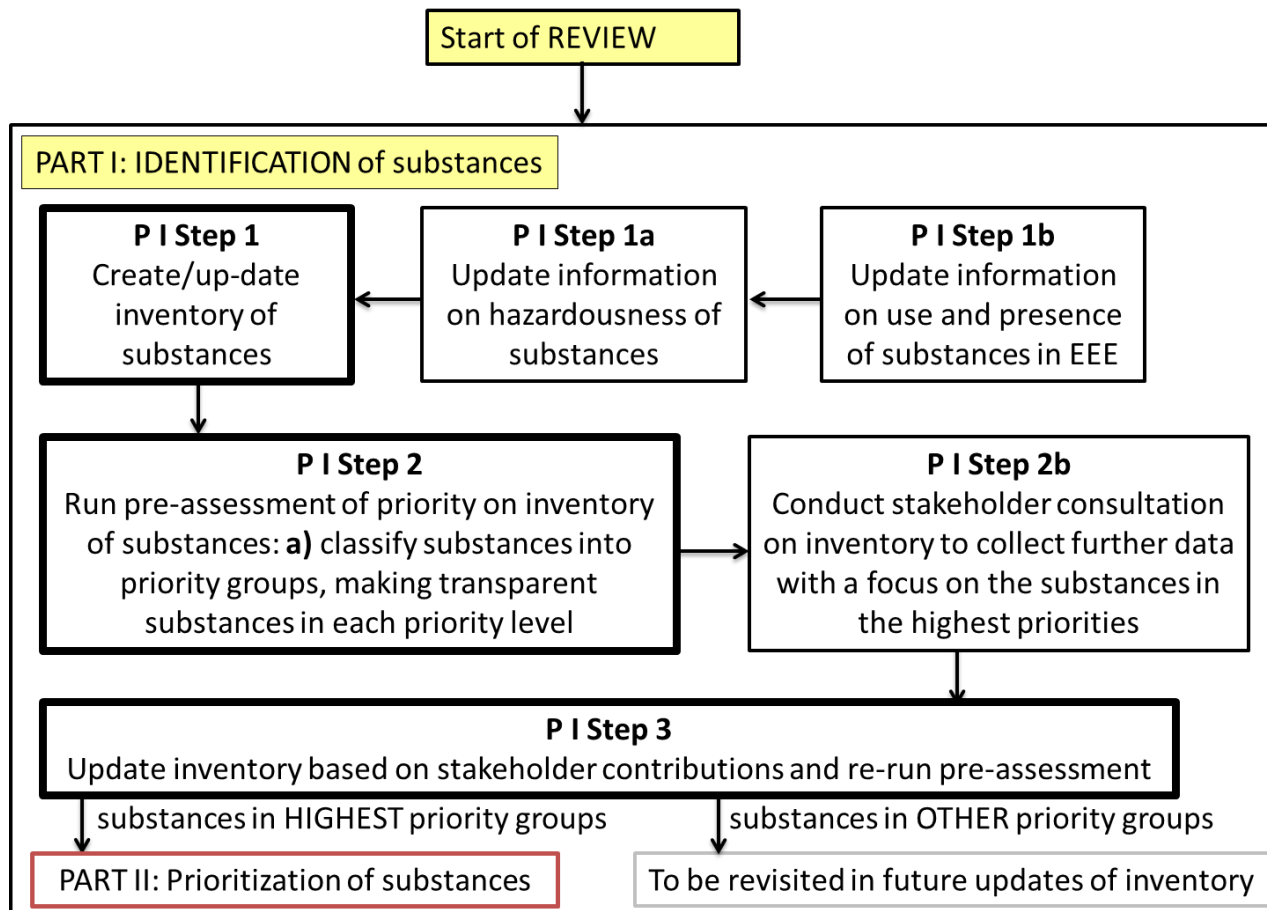 Start of REVIEW
PART I: IDENTIFICATION of substances
P I Step 1
Create/up-date
inventory of
substances
P I Step 1a
Update information
on hazardousness of
substances
P I Step 1b
Update information
on use and presence
of substances in EEE
P I Step 2
Run pre-assessment of priority on inventory
of substances: a) classify substances into
priority groups, making transparent
substances in each priority level
P I Step 2b
Conduct stakeholder consultation
on inventory to collect further data
with a focus on the substances in
the highest priorities
P I Step 3
Update inventory based on stakeholder contributions and re-run pre-assessment
substances in HIGHEST priority groups
substances in OTHER priority groups
PART II: Prioritization of substances
To be revisited in future updates of inventory